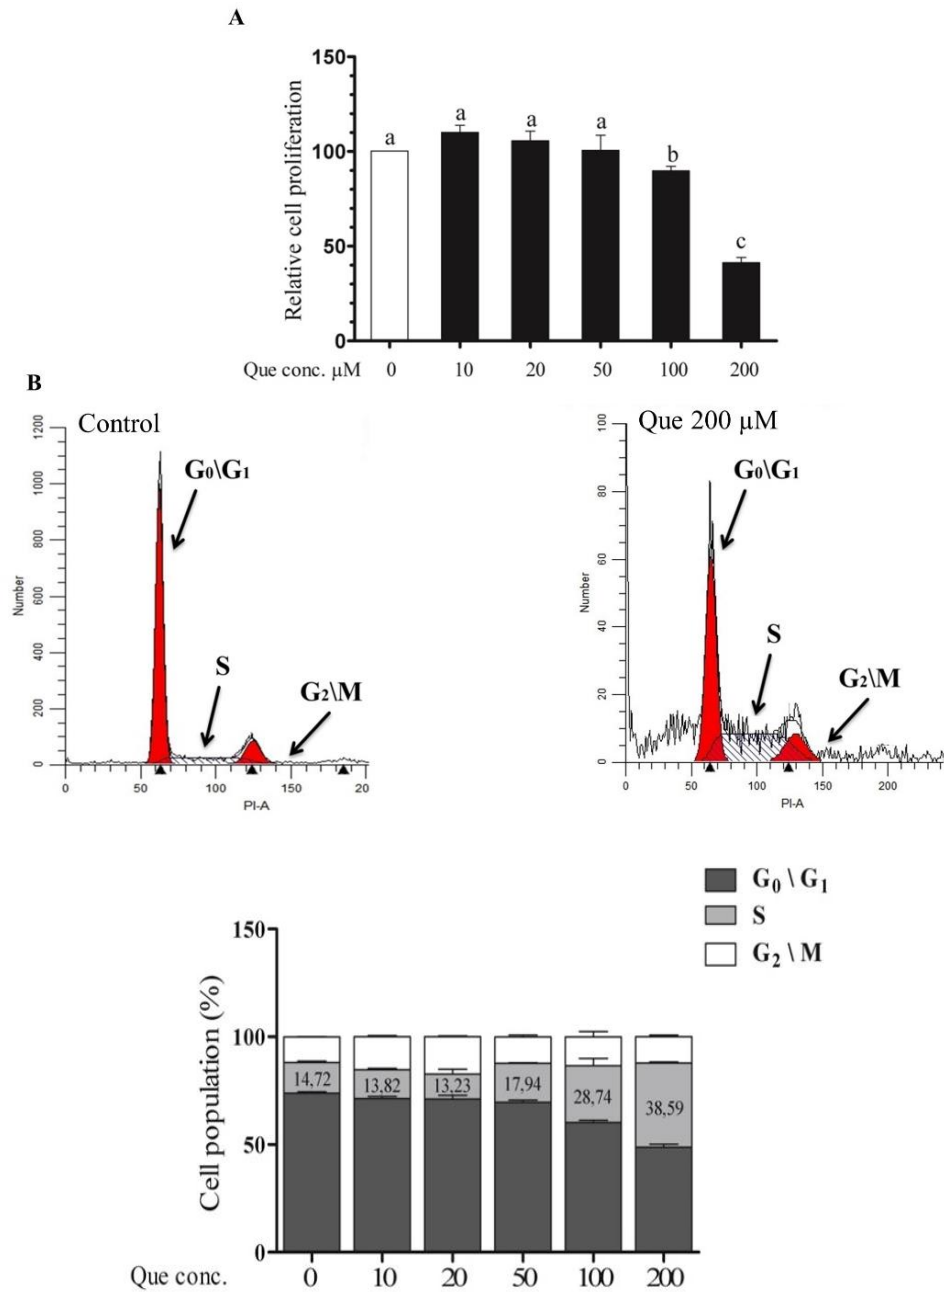 A
150
100
50
0
Relative cell proliferation
a a a a b c
Que conc. µM 0 10 20 50 100 200
B
Control
G₀\G₁
S
G₂\M
1200
1000
800
600
400
200
0
Number
0 50 100 150 20
PI-A
Que 200 µM
G₀\G₁
S
G₂\M
100
80
60
40
20
0
Number
0 50 100 150 200
PI-A
G₀ \ G₁
S
G₂ \ M
150
100
50
0
Cell population (%)
14,72 13,82 13,23 17,94 28,74 38,59
Que conc. 0 10 20 50 100 200